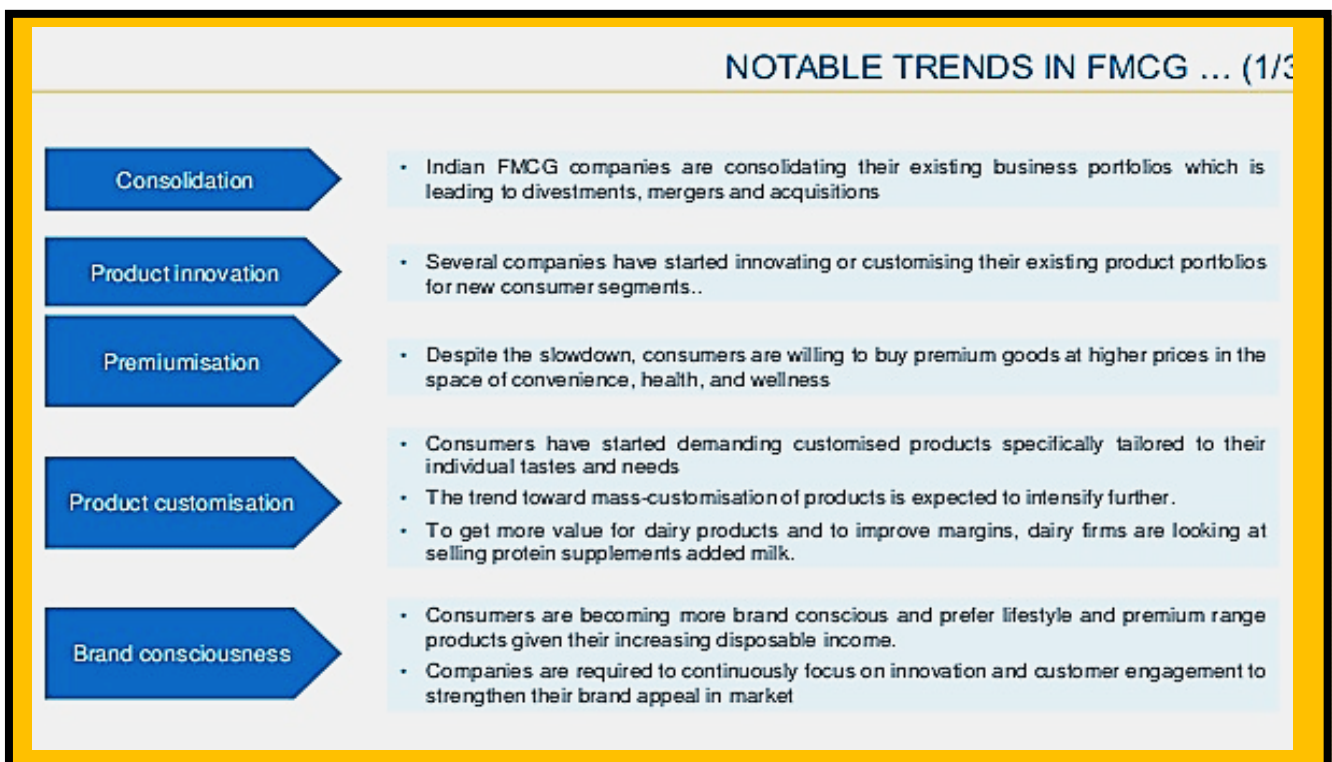 NOTABLE TRENDS IN FMCG ... (1/3
Consolidation
• Indian FMCG companies are consolidating their existing business portfolios which is
leading to divestments, mergers and acquisitions
Product innovation
• Several companies have started innovating or customising their existing product portfolios
for new consumer segments..
Premiumisation
• Despite the slowdown, consumers are willing to buy premium goods at higher prices in the
space of convenience, health, and wellness
Product customisation
• Consumers have started demanding customised products specifically tailored to their
individual tastes and needs
• The trend toward mass-customisation of products is expected to intensify further.
• To get more value for dairy products and to improve margins, dairy firms are looking at
selling protein supplements added milk.
Brand consciousness
• Consumers are becoming more brand conscious and prefer lifestyle and premium range
products given their increasing disposable income.
• Companies are required to continuously focus on innovation and customer engagement to
strengthen their brand appeal in market